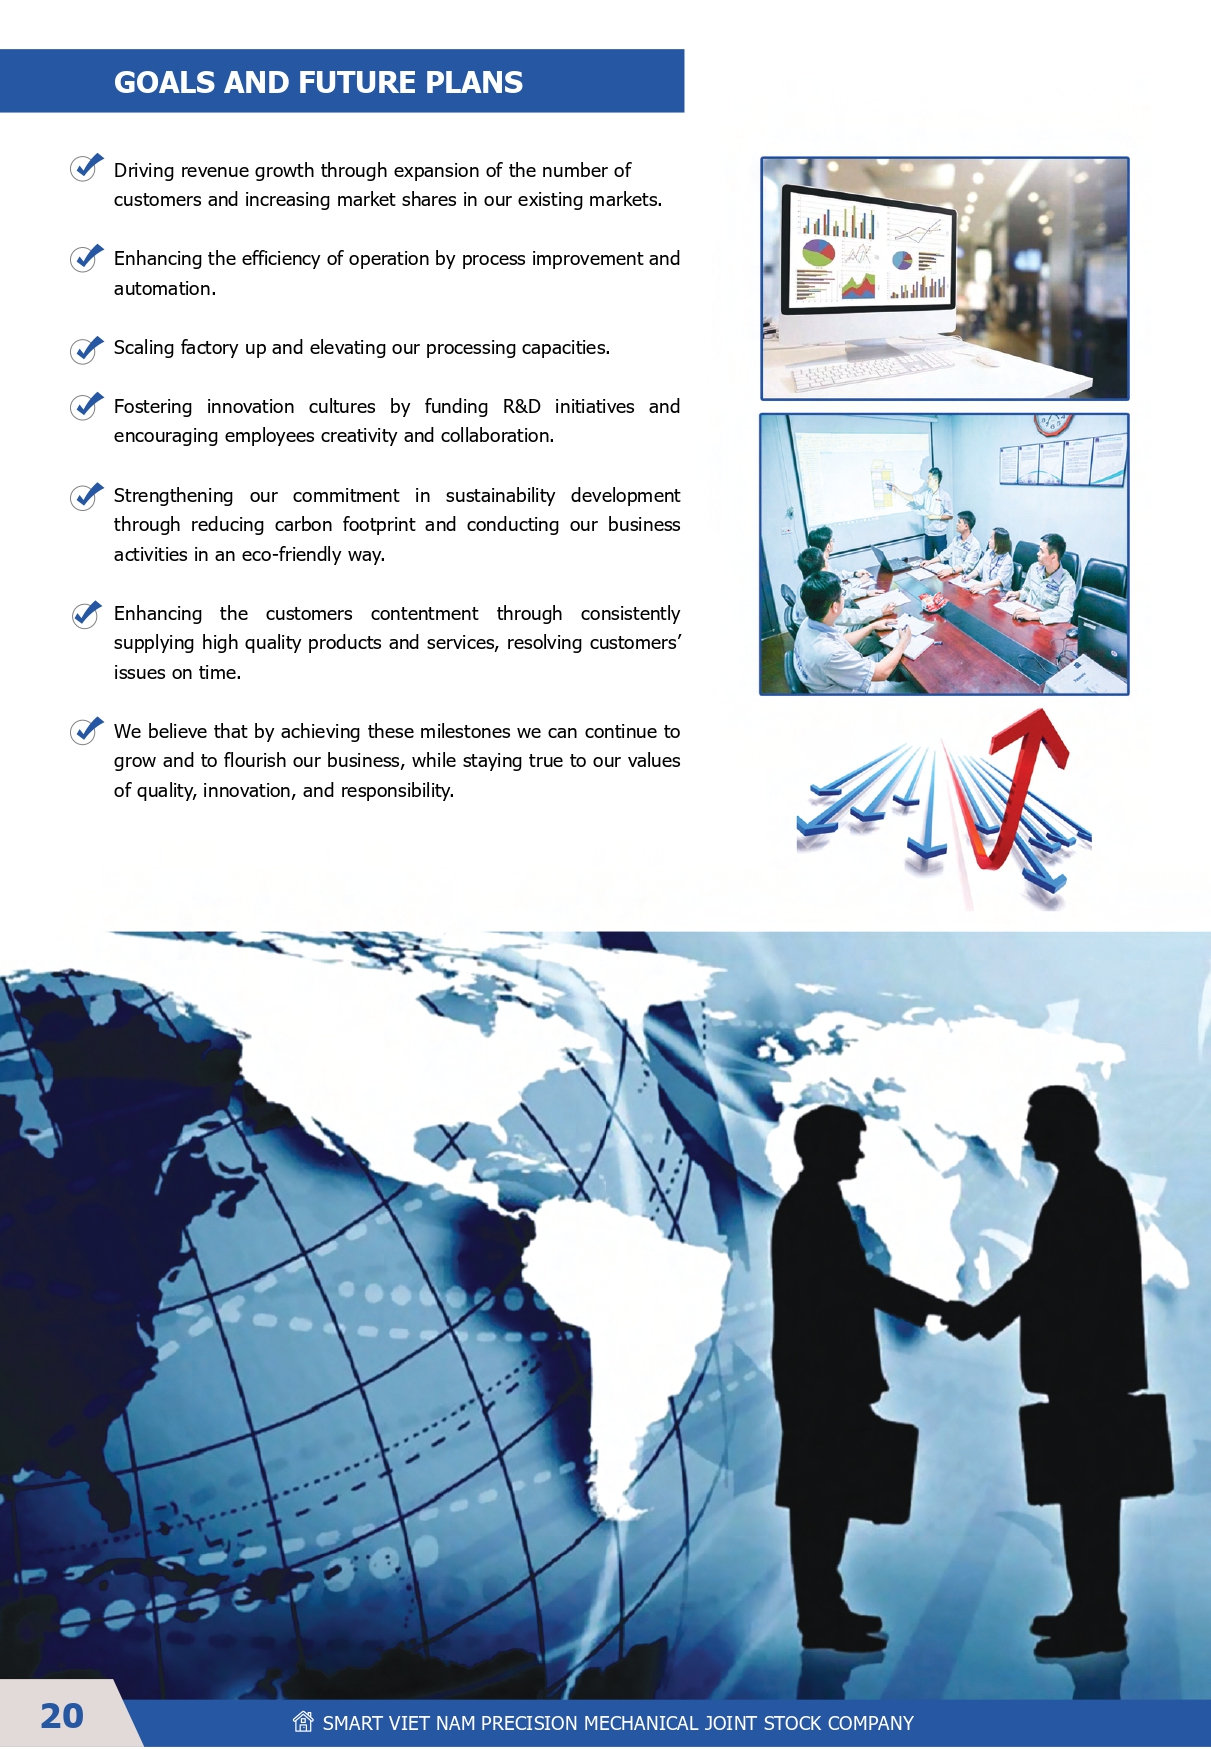 GOALS AND FUTURE PLANS
Driving revenue growth through expansion of the number of
customers and increasing market shares in our existing markets.
Enhancing the efficiency of operation by process improvement and
automation.
Scaling factory up and elevating our processing capacities.
Fostering innovation cultures by funding R&D initiatives and
encouraging employees creativity and collaboration.
Strengthening our commitment in sustainability development
through reducing carbon footprint and conducting our business
activities in an eco-friendly way.
Enhancing the customers contentment through consistently
supplying high quality products and services, resolving customers’
issues on time.
We believe that by achieving these milestones we can continue to
grow and to flourish our business, while staying true to our values
of quality, innovation, and responsibility.
20
SMART VIET NAM PRECISION MECHANICAL JOINT STOCK COMPANY